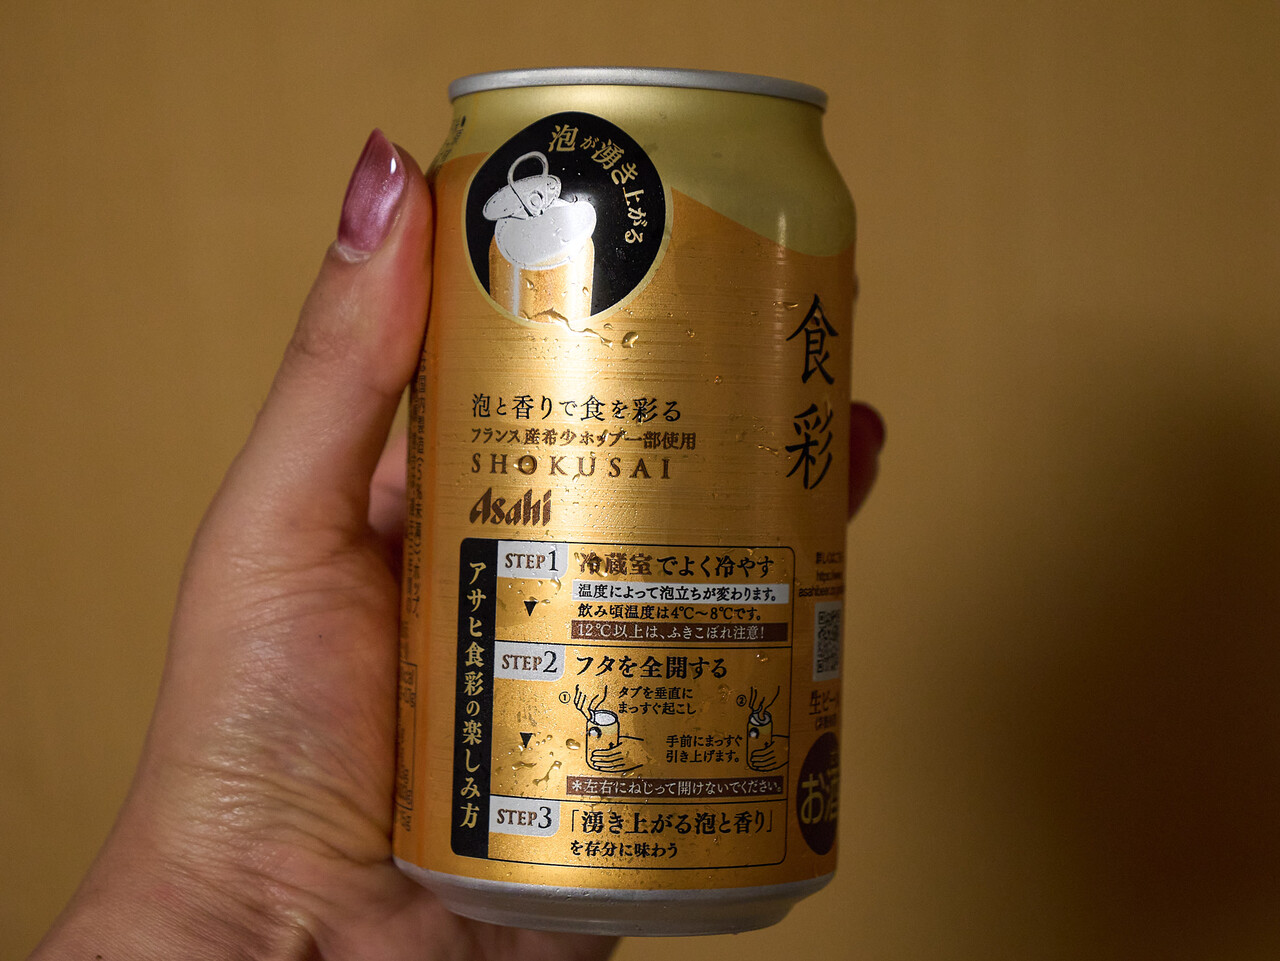 泡が湧き上がる
食彩
泡と香りで食を彩る
フランス産希少ホップ一部使用
SHOKUSAI
Asahi
アサヒ食彩の楽しみ方
STEP1
冷蔵室でよく冷やす
温度によって泡立ちが変わります。
飲み頃温度は4℃〜8℃です。
12℃以上は、ふきこぼれ注意!
STEP2
フタを全開する
①
タブを垂直に
まっすぐ起こし
②
手前にまっすぐ
引き上げます。
*左右にねじって開けないでください。
STEP3
「湧き上がる泡と香り」
を存分に味わう
生ビール
お酒